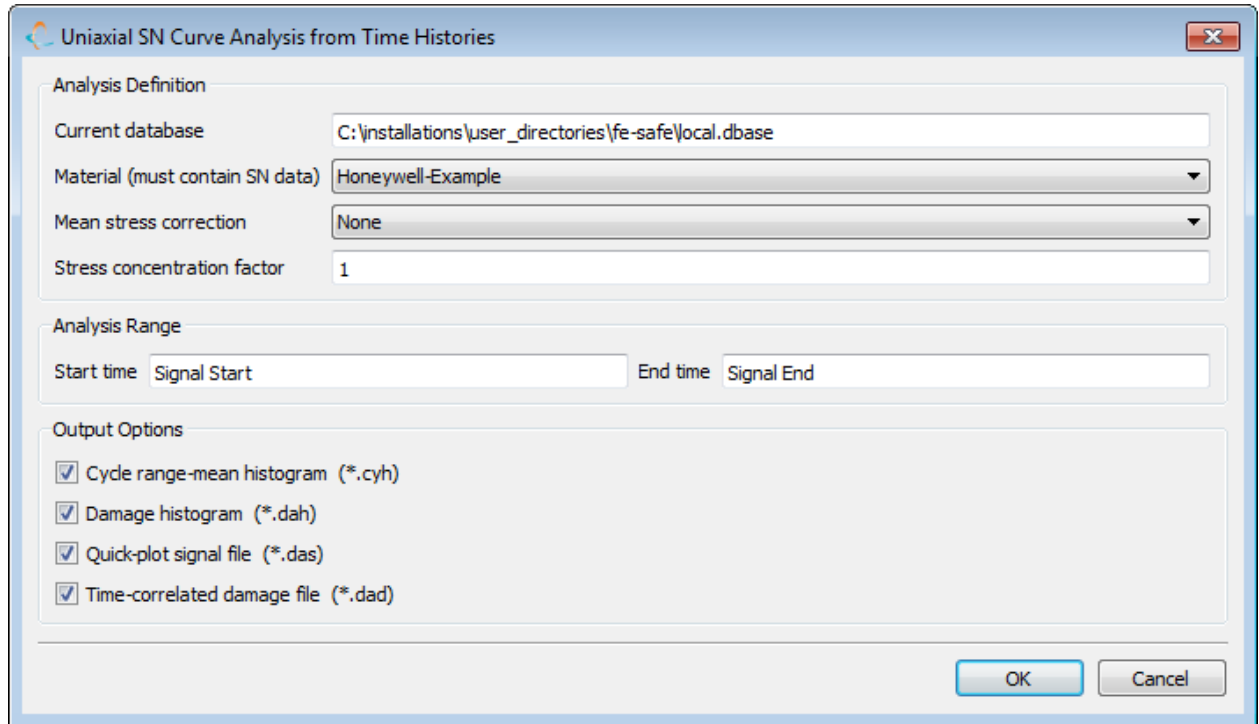 Uniaxial SN Curve Analysis from Time Histories
Analysis Definition
Current database C:\installations\user_directories\fe-safe\local.dbase
Material (must contain SN data) Honeywell-Example
Mean stress correction None
Stress concentration factor 1
Analysis Range
Start time Signal Start End time Signal End
Output Options
Cycle range-mean histogram (*.cyh)
Damage histogram (*.dah)
Quick-plot signal file (*.das)
Time-correlated damage file (*.dad)
OK Cancel